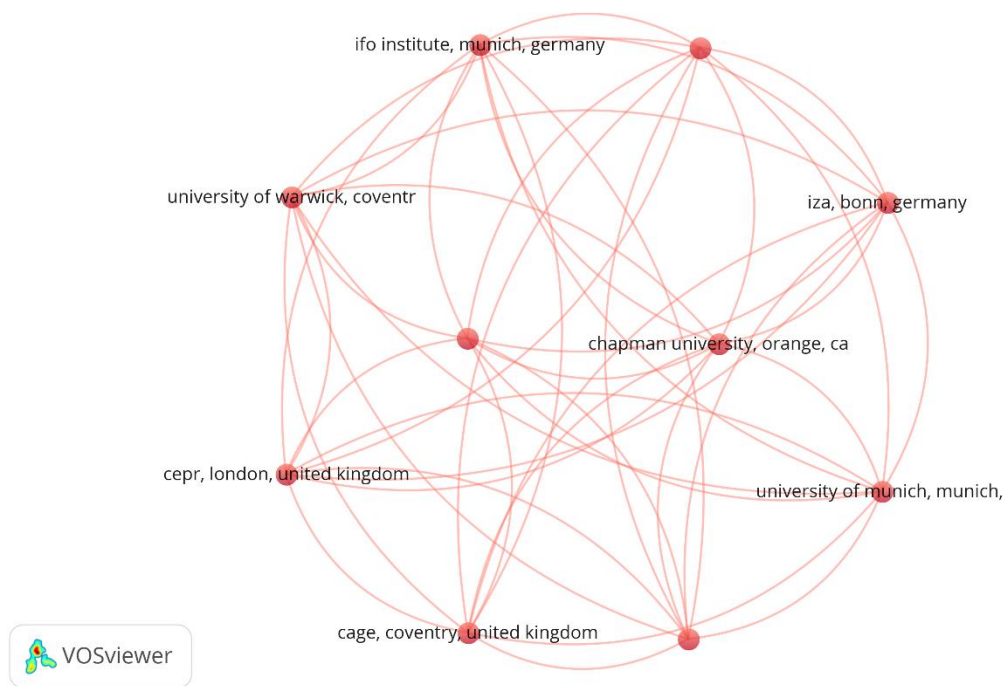 ifo institute, munich, germany
university of warwick, coventr
iza, bonn, germany
chapman university, orange, ca
cepr, london, united kingdom
university of munich, munich,
cage, coventry, united kingdom
VOSviewer